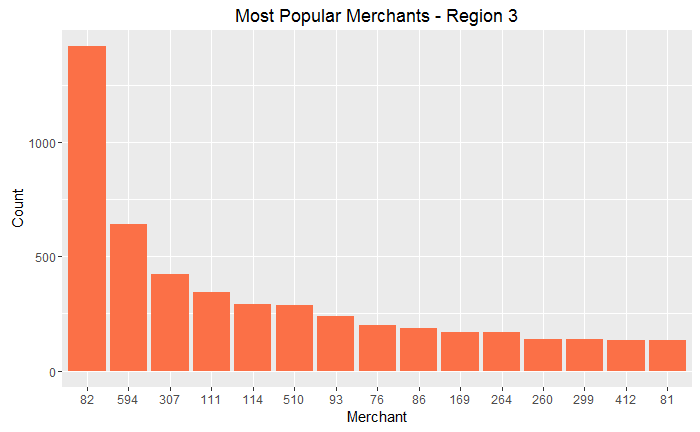 Most Popular Merchants - Region 3
1000
500
0
Count
82 594 307 111 114 510 93 76 86 169 264 260 299 412 81
Merchant